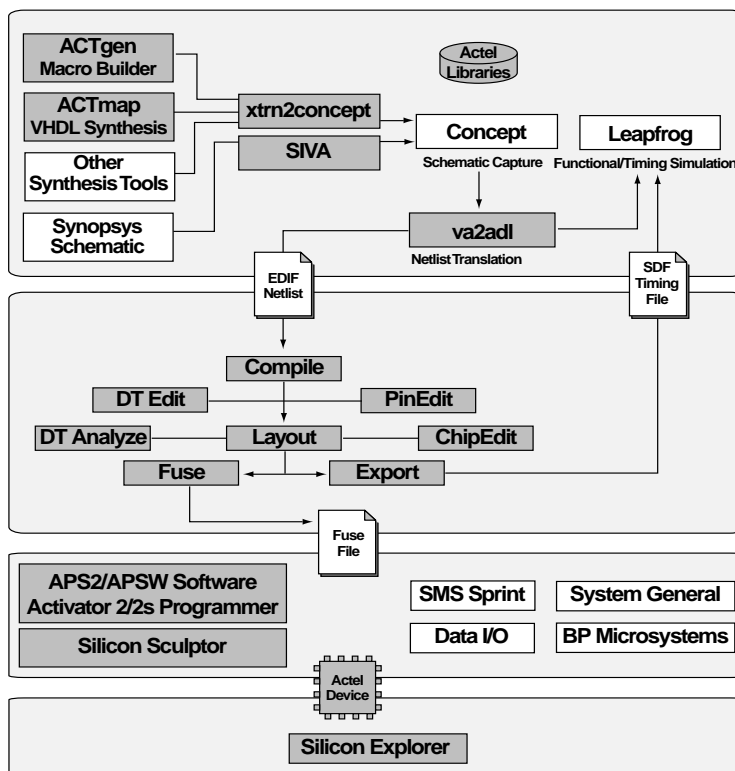 ACTgen
Macro Builder
Actel
Libraries
ACTmap
VHDL Synthesis
xtrn2concept
Concept
Leapfrog
Other
Synthesis Tools
SIVA
Schematic Capture
Functional/Timing Simulation
Synopsys
Schematic
va2adl
Netlist Translation
EDIF
Netlist
SDF
Timing
File
Compile
DT Edit
PinEdit
DT Analyze
Layout
ChipEdit
Fuse
Export
Fuse
File
APS2/APSW Software
Activator 2/2s Programmer
SMS Sprint
System General
Silicon Sculptor
Data I/O
BP Microsystems
Actel
Device
Silicon Explorer